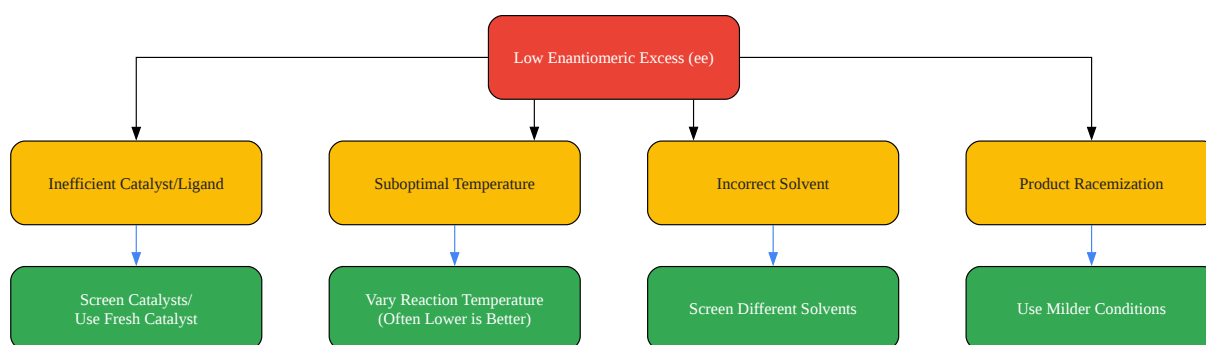 Low Enantiomeric Excess (ee)
Inefficient Catalyst/Ligand
Suboptimal Temperature
Incorrect Solvent
Product Racemization
Screen Catalysts/
Use Fresh Catalyst
Vary Reaction Temperature
(Often Lower is Better)
Screen Different Solvents
Use Milder Conditions